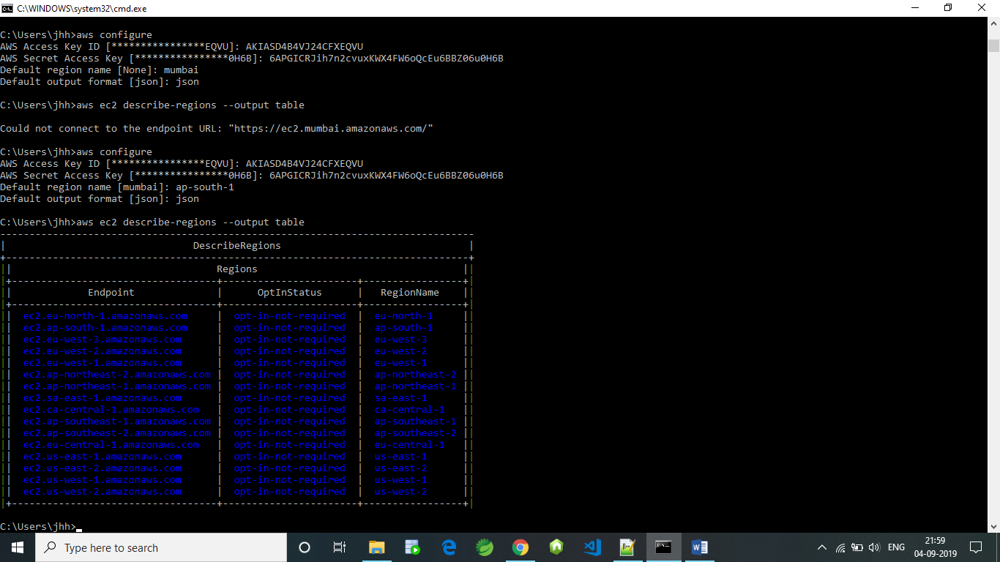 C:\WINDOWS\system32\cmd.exe
C:\Users\jhh>aws configure
AWS Access Key ID [****************EQVU]: AKIASD4B4VJ24CFXEQVU
AWS Secret Access Key [****************0H6B]: 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
Default region name [None]: mumbai
Default output format [json]: json
C:\Users\jhh>aws ec2 describe-regions --output table
Could not connect to the endpoint URL: "https://ec2.mumbai.amazonaws.com/"
C:\Users\jhh>aws configure
AWS Access Key ID [****************EQVU]: AKIASD4B4VJ24CFXEQVU
AWS Secret Access Key [****************0H6B]: 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
Default region name [mumbai]: ap-south-1
Default output format [json]: json
C:\Users\jhh>aws ec2 describe-regions --output table
DescribeRegions
Regions
Endpoint | OptInStatus | RegionName
ec2.eu-north-1.amazonaws.com | opt-in-not-required | eu-north-1
ec2.ap-south-1.amazonaws.com | opt-in-not-required | ap-south-1
ec2.eu-west-3.amazonaws.com | opt-in-not-required | eu-west-3
ec2.eu-west-2.amazonaws.com | opt-in-not-required | eu-west-2
ec2.eu-west-1.amazonaws.com | opt-in-not-required | eu-west-1
ec2.ap-northeast-2.amazonaws.com | opt-in-not-required | ap-northeast-2
ec2.ap-northeast-1.amazonaws.com | opt-in-not-required | ap-northeast-1
ec2.sa-east-1.amazonaws.com | opt-in-not-required | sa-east-1
ec2.ca-central-1.amazonaws.com | opt-in-not-required | ca-central-1
ec2.ap-southeast-1.amazonaws.com | opt-in-not-required | ap-southeast-1
ec2.ap-southeast-2.amazonaws.com | opt-in-not-required | ap-southeast-2
ec2.eu-central-1.amazonaws.com | opt-in-not-required | eu-central-1
ec2.us-east-1.amazonaws.com | opt-in-not-required | us-east-1
ec2.us-east-2.amazonaws.com | opt-in-not-required | us-east-2
ec2.us-west-1.amazonaws.com | opt-in-not-required | us-west-1
ec2.us-west-2.amazonaws.com | opt-in-not-required | us-west-2
C:\Users\jhh>
Type here to search
ENG
21:59
04-09-2019